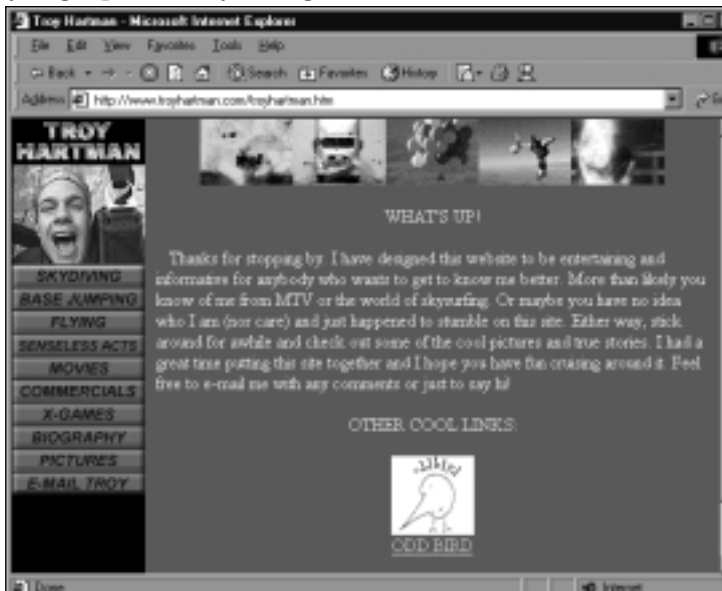 Troy Hartman - Microsoft Internet Explorer
File Edit View Favorites Tools Help
Back Search Favorites History
Address http://www.troyhartman.com/troyhartman.htm
TROY
HARTMAN
SKYDIVING
BASE JUMPING
FLYING
SENSELESS ACTS
MOVIES
COMMERCIALS
X-GAMES
BIOGRAPHY
PICTURES
E-MAIL TROY
WHAT'S UP!
Thanks for stopping by. I have designed this website to be entertaining and
informative for anybody who wants to get to know me better. More than likely you
know of me from MTV or the world of skysurfing. Or maybe you have no idea
who I am (nor care) and just happened to stumble on this site. Either way, stick
around for awhile and check out some of the cool pictures and true stories. I had a
great time putting this site together and I hope you have fun cruising around it. Feel
free to e-mail me with any comments or just to say hi!
OTHER COOL LINKS:
ODD BIRD
Done Internet